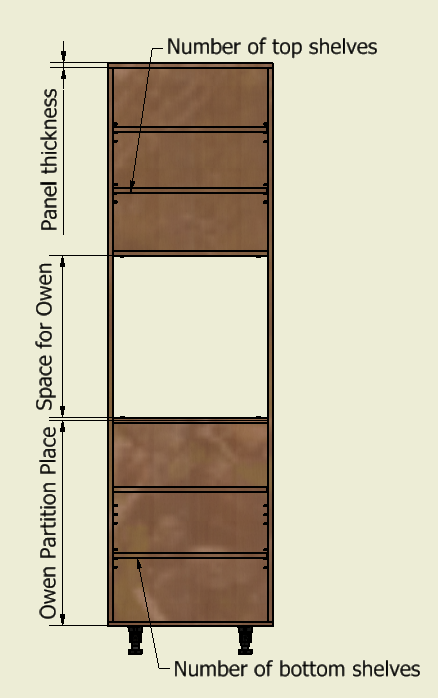 Number of top shelves
Panel thickness
Space for Owen
Owen Partition Place
Number of bottom shelves